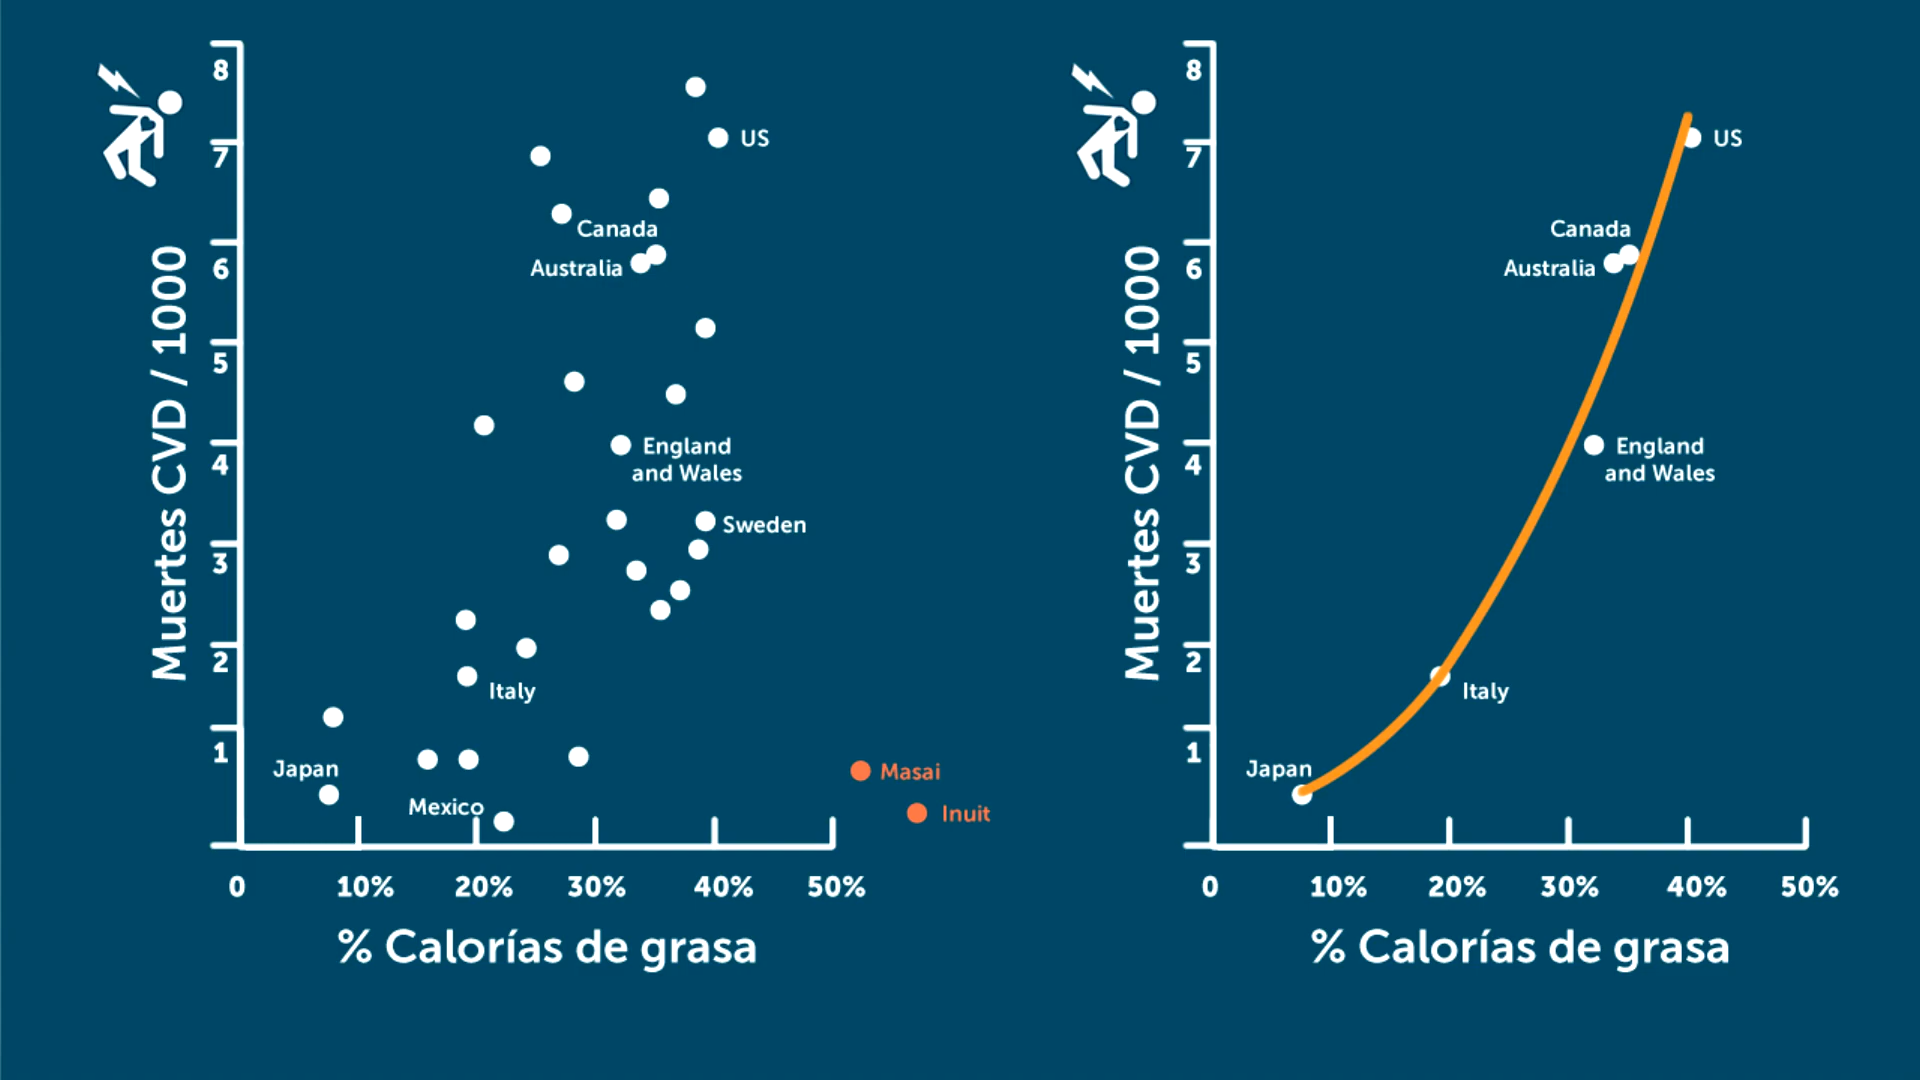 8
7
6
5
4
3
2
1
Muertes CVD / 1000
US
Canada
Australia
England
and Wales
Sweden
Italy
Japan
Mexico
Masai
Inuit
0 10% 20% 30% 40% 50%
% Calorías de grasa
8
7
6
5
4
3
2
1
Muertes CVD / 1000
US
Canada
Australia
England
and Wales
Italy
Japan
0 10% 20% 30% 40% 50%
% Calorías de grasa